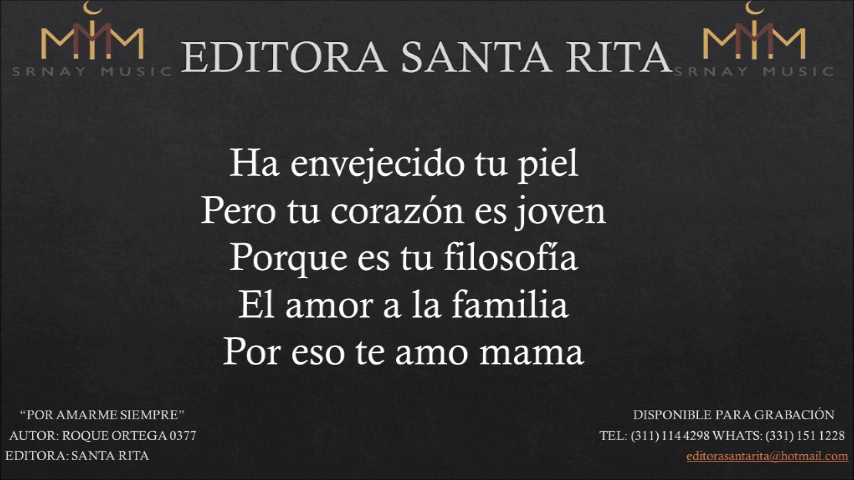 MIM
SRNAY MUSIC
EDITORA SANTA RITA
MIM
SRNAY MUSIC
Ha envejecido tu piel
Pero tu corazón es joven
Porque es tu filosofía
El amor a la familia
Por eso te amo mama
“POR AMARME SIEMPRE”
AUTOR: ROQUE ORTEGA 0377
EDITORA: SANTA RITA
DISPONIBLE PARA GRABACIÓN
TEL: (311) 114 4298 WHATS: (331) 151 1228
editorasantarita@hotmail.com